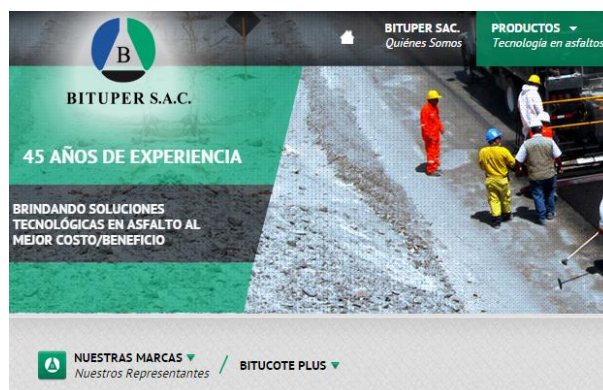 B
BITUPER S.A.C.
BITUPER SAC.
Quiénes Somos
PRODUCTOS
Tecnología en asfaltos
45 AÑOS DE EXPERIENCIA
BRINDANDO SOLUCIONES
TECNOLÓGICAS EN ASFALTO AL
MEJOR COSTO/BENEFICIO
NUESTRAS MARCAS
Nuestros Representantes
/
BITUCOTE PLUS